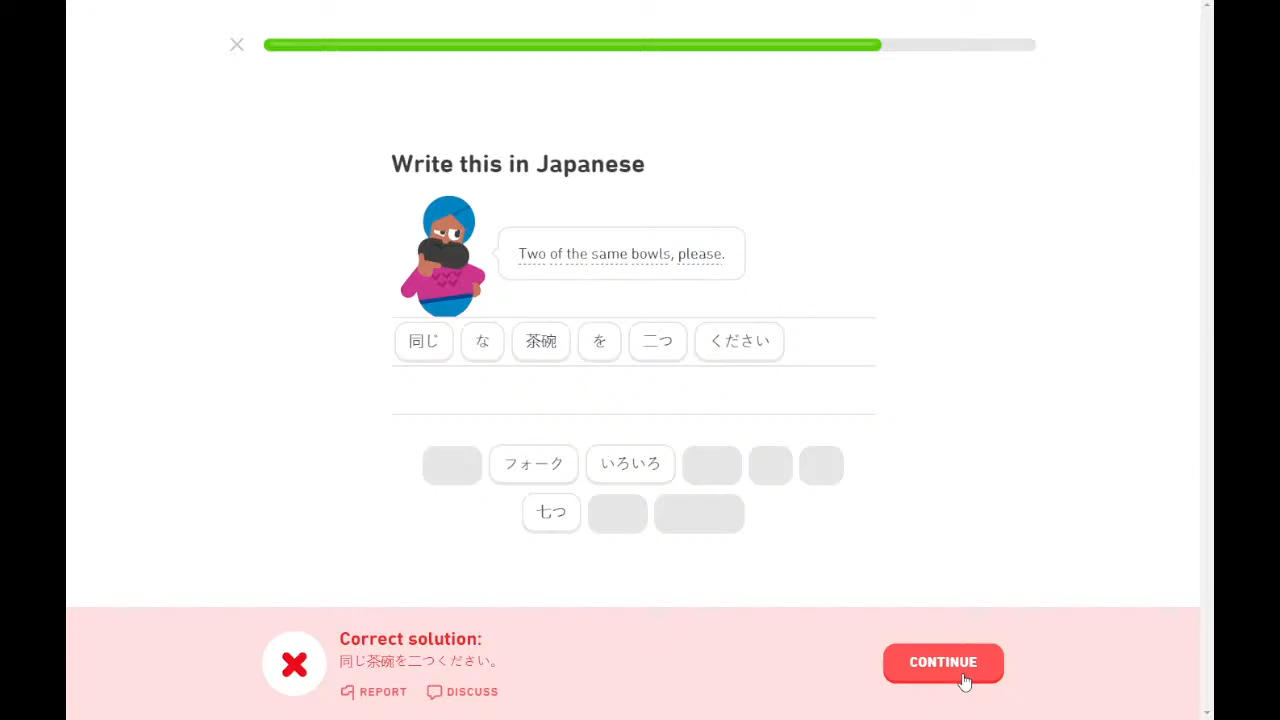 Write this in Japanese
Two of the same bowls, please.
同じ な 茶碗 を 二つ ください
フォーク いろいろ
七つ
Correct solution:
同じ茶碗を二つください。
REPORT DISCUSS
CONTINUE